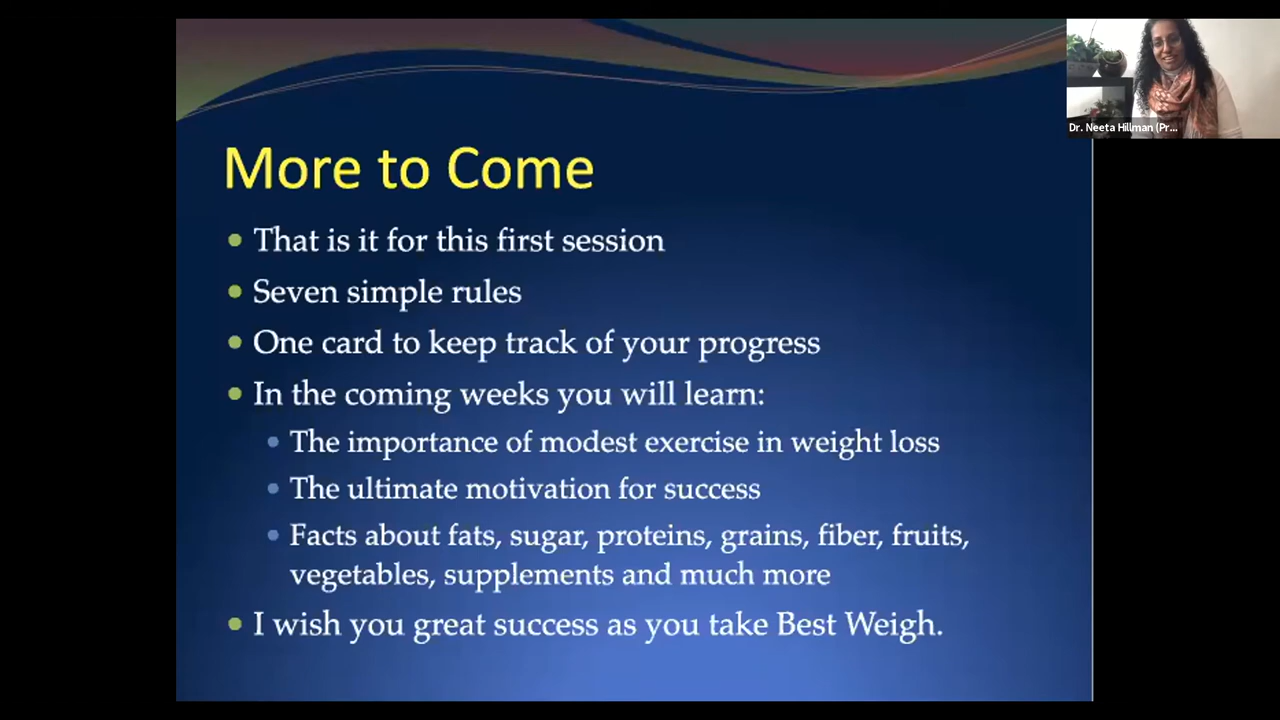 Dr. Neeta Hillman (Pr...
More to Come
• That is it for this first session
• Seven simple rules
• One card to keep track of your progress
• In the coming weeks you will learn:
• The importance of modest exercise in weight loss
• The ultimate motivation for success
• Facts about fats, sugar, proteins, grains, fiber, fruits,
vegetables, supplements and much more
• I wish you great success as you take Best Weigh.